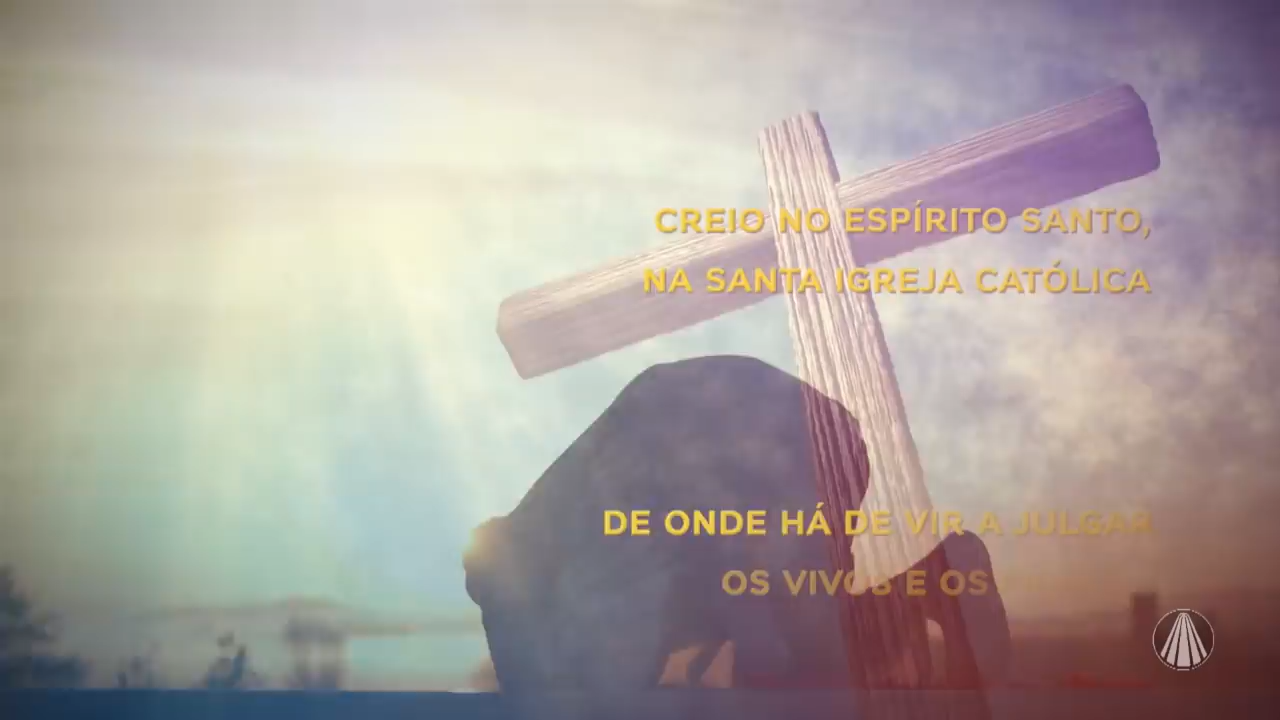 CREIO NO ESPÍRITO SANTO,
NA SANTA IGREJA CATÓLICA
DE ONDE HÁ DE VIR A JULGAR
OS VIVOS E OS